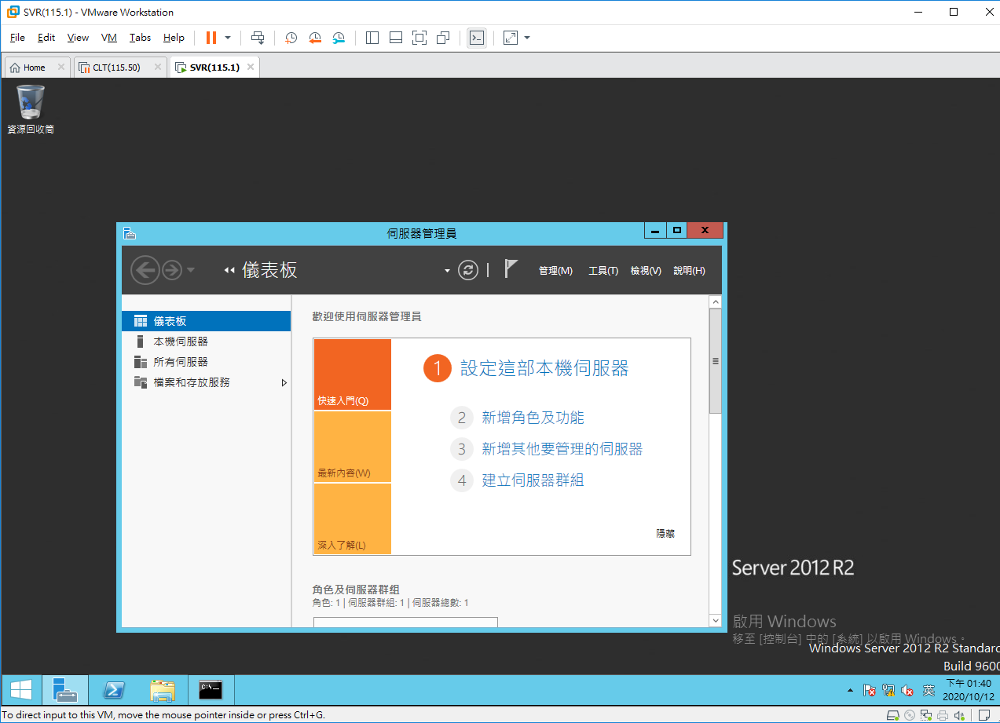 SVR(115.1) - VMware Workstation
File Edit View VM Tabs Help
Home CLT(115.50) SVR(115.1)
資源回收筒
伺服器管理員
儀表板 管理(M) 工具(T) 檢視(V) 說明(H)
儀表板
本機伺服器
所有伺服器
檔案和存放服務
歡迎使用伺服器管理員
快速入門(Q)
最新內容(W)
深入了解(L)
1 設定這部本機伺服器
2 新增角色及功能
3 新增其他要管理的伺服器
4 建立伺服器群組
隱藏
角色及伺服器群組
角色: 1 | 伺服器群組: 1 | 伺服器總數: 1
Server 2012 R2
啟用 Windows
移至 [控制台] 中的 [系統] 以啟用 Windows。
Windows Server 2012 R2 Standard
Build 9600
C:\_
英
下午 01:40
2020/10/12
To direct input to this VM, move the mouse pointer inside or press Ctrl+G.